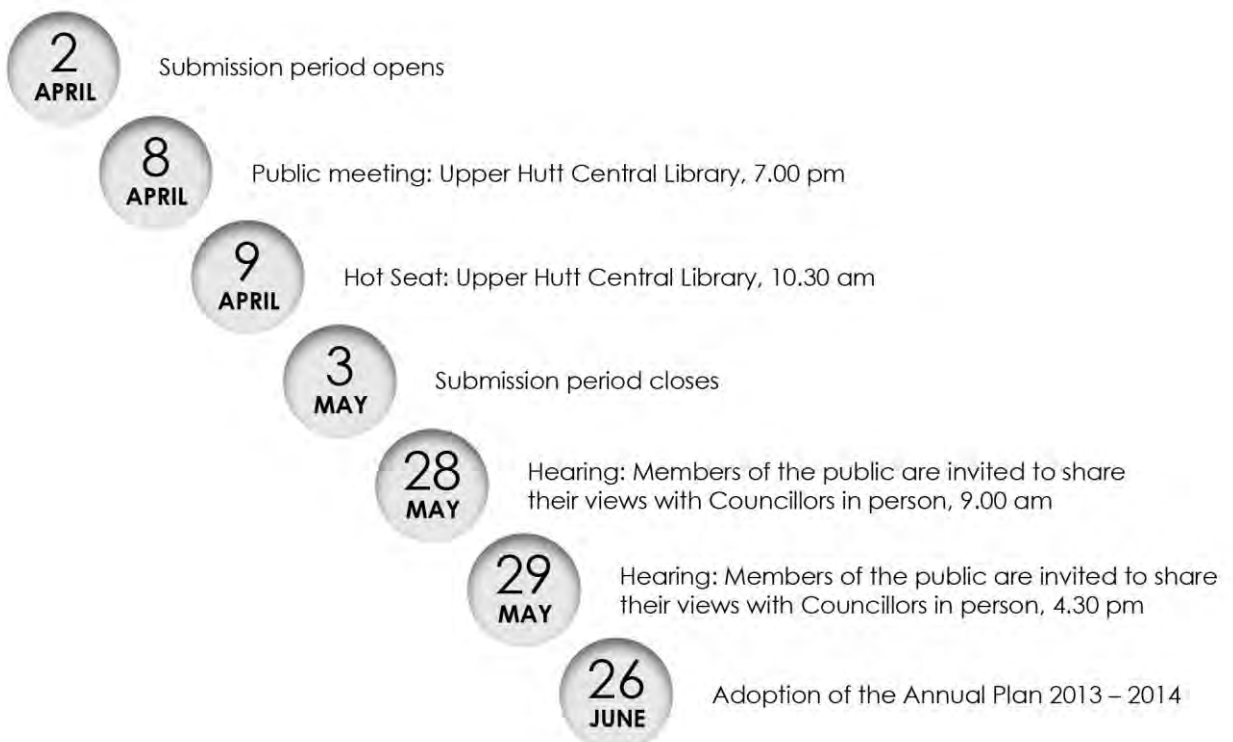 2
APRIL
Submission period opens
8
APRIL
Public meeting: Upper Hutt Central Library, 7.00 pm
9
APRIL
Hot Seat: Upper Hutt Central Library, 10.30 am
3
MAY
Submission period closes
28
MAY
Hearing: Members of the public are invited to share
their views with Councillors in person, 9.00 am
29
MAY
Hearing: Members of the public are invited to share
their views with Councillors in person, 4.30 pm
26
JUNE
Adoption of the Annual Plan 2013 – 2014